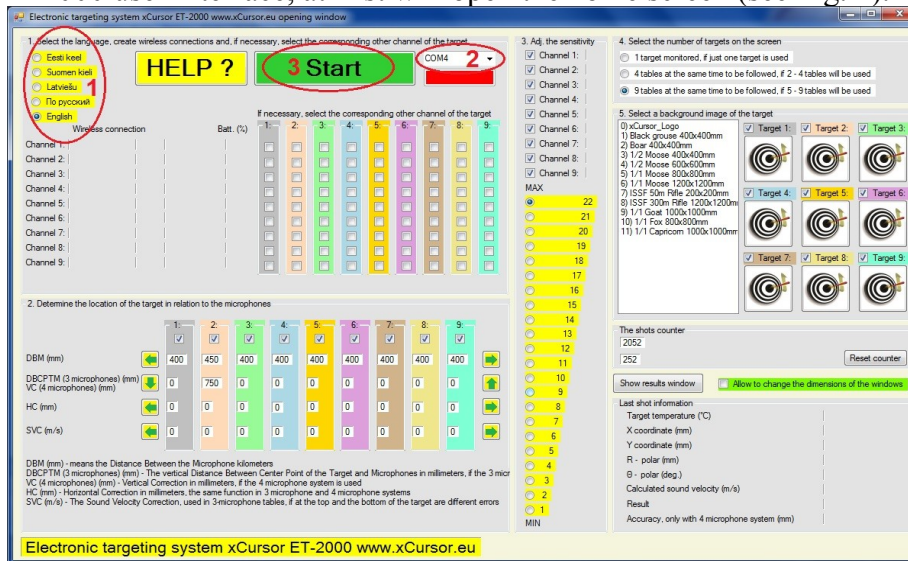 Electronic targeting system xCursor ET-2000 www.xCursor.eu opening window
1. Select the language, create wireless connections and, if necessary, select the corresponding other channel of the target
Eesti keel
Suomen kieli
Latviešu
По русский
English
1
HELP ?
3 Start
COM4
2
If necessary, select the corresponding other channel of the target
Wireless connection Batt. (%) 1: 2: 3: 4: 5: 6: 7: 8: 9:
Channel 1:
Channel 2:
Channel 3:
Channel 4:
Channel 5:
Channel 6:
Channel 7:
Channel 8:
Channel 9:
2. Determine the location of the target in relation to the microphones
1: 2: 3: 4: 5: 6: 7: 8: 9:
DBM (mm) 400 450 400 400 400 400 400 400 400
DBCPTM (3 microphones) (mm)
VC (4 microphones) (mm) 0 750 0 0 0 0 0 0 0
HC (mm) 0 0 0 0 0 0 0 0 0
SVC (m/s) 0 0 0 0 0 0 0 0 0
DBM (mm) - means the Distance Between the Microphone kilometers
DBCPTM (3 microphones) (mm) - The vertical Distance Between Center Point of the Target and Microphones in millimeters, if the 3 micr
VC (4 microphones) (mm) - Vertical Correction in millimeters, if the 4 microphone system is used
HC (mm) - Horizontal Correction in millimeters, the same function in 3 microphone and 4 microphone systems
SVC (m/s) - The Sound Velocity Correction, used in 3-microphone tables, if at the top and the bottom of the target are different errors
Electronic targeting system xCursor ET-2000 www.xCursor.eu
3. Adj. the sensitivity
Channel 1:
Channel 2:
Channel 3:
Channel 4:
Channel 5:
Channel 6:
Channel 7:
Channel 8:
Channel 9:
MAX
22
21
20
19
18
17
16
15
14
13
12
11
10
9
8
7
6
5
4
3
2
1
MIN
4. Select the number of targets on the screen
1 target monitored, if just one target is used
4 tables at the same time to be followed, if 2 - 4 tables will be used
9 tables at the same time to be followed, if 5 - 9 tables will be used
5. Select a background image of the target
0) xCursor_Logo
1) Black grouse 400x400mm
2) Boar 400x400mm
3) 1/2 Moose 400x400mm
4) 1/2 Moose 600x600mm
5) 1/1 Moose 800x800mm
6) 1/1 Moose 1200x1200mm
7) ISSF 50m Rifle 200x200mm
8) ISSF 300m Rifle 1200x1200m
9) 1/1 Goat 1000x1000mm
10) 1/1 Fox 800x800mm
11) 1/1 Capricorn 1000x1000mm
Target 1: Target 2: Target 3:
Target 4: Target 5: Target 6:
Target 7: Target 8: Target 9:
The shots counter
2052
252 Reset counter
Show results window Allow to change the dimensions of the windows
Last shot information
Target temperature (°C)
X coordinate (mm)
Y coordinate (mm)
R - polar (mm)
θ - polar (deg.)
Calculated sound velocity (m/s)
Result
Accuracy, only with 4 microphone system (mm)